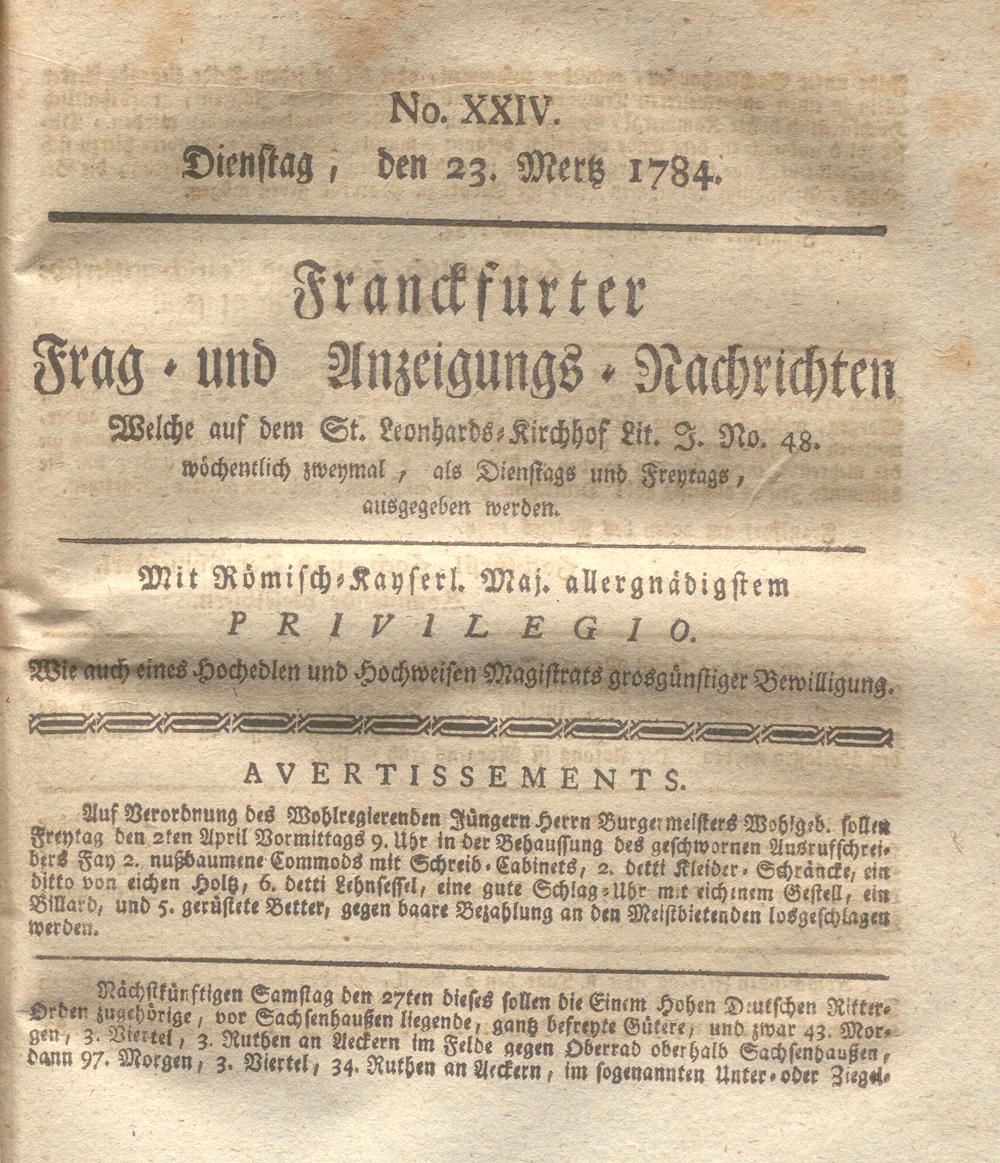 No. XXIV.
Dienstag, den 23. Mertz 1784.
Franckfurter
Frag- und Anzeigungs-Nachrichten
Welche auf dem St. Leonhards-Kirchhof Lit. J. No. 48.
wöchentlich zweymal, als Dienstags und Freytags,
ausgegeben werden.
Mit Römisch-Kayserl. Maj. allergnädigstem
PRIVILEGIO.
Wie auch eines Hochedlen und Hochweisen Magistrats grosgünstiger Bewilligung.
AVERTISSEMENTS.
Auf Verordnung des Wohlregierenden Jüngern Herrn Burgermeisters Wohlgeb. sollen
Freytag den 2ten April Vormittags 9. Uhr in der Behaussung des geschwornen Ausrufschrei-
bers Fay 2. nußbaumene Commods mit Schreib-Cabinets, 2. detti Kleider-Schräncke, ein
ditto von eichen Holtz, 6. detti Lehnsessel, eine gute Schlag-Uhr mit eichenem Gestell, ein
Billard, und 5. gerüstete Better, gegen baare Bezahlung an den Meistbietenden losgeschlagen
werden.
Nächstkünftigen Samstag den 27ten dieses sollen die Einem Hohen Deutschen Ritter-
Orden zugehörige, vor Sachsenhaußen liegende, gantz befreyte Gütere, und zwar 43. Mor-
gen, 3. Viertel, 3. Ruthen an Aeckern im Felde gegen Oberrad oberhalb Sachsenhaußen,
dann 97. Morgen, 3. Viertel, 34. Ruthen an Aeckern, im sogenannten Unter- oder Ziegel-